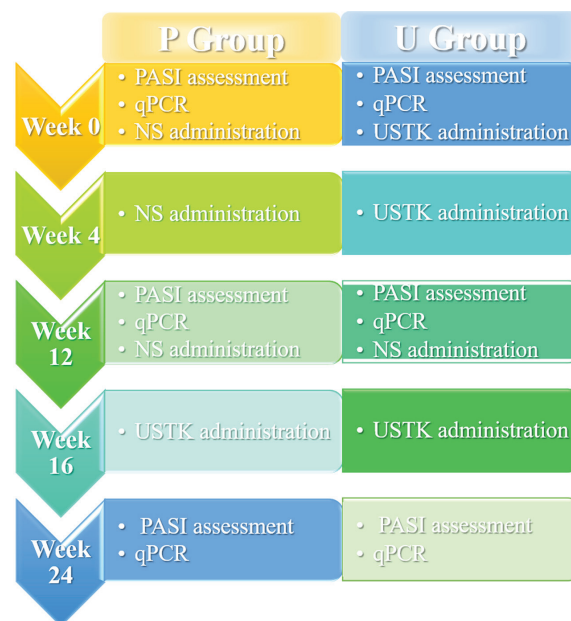 P Group
U Group
Week 0
• PASI assessment
• qPCR
• NS administration
• PASI assessment
• qPCR
• USTK administration
Week 4
• NS administration
• USTK administration
Week
12
• PASI assessment
• qPCR
• NS administration
• PASI assessment
• qPCR
• NS administration
Week
16
• USTK administration
• USTK administration
Week
24
• PASI assessment
• qPCR
• PASI assessment
• qPCR